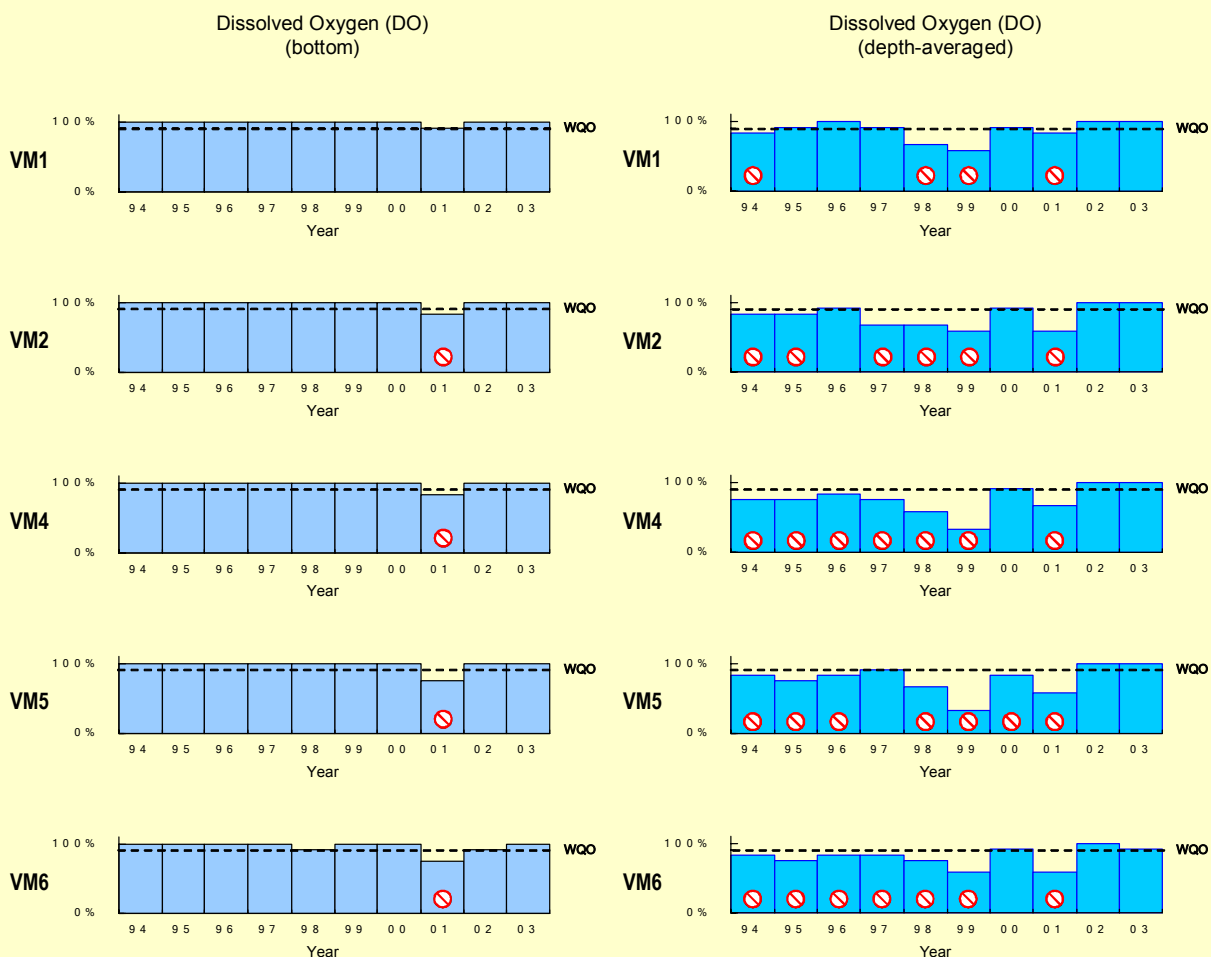 Dissolved Oxygen (DO)
(bottom)
Dissolved Oxygen (DO)
(depth-averaged)
VM1
100%
0%
WQO
94 95 96 97 98 99 00 01 02 03
Year
VM1
100%
0%
WQO
94 95 96 97 98 99 00 01 02 03
Year
VM2
100%
0%
WQO
94 95 96 97 98 99 00 01 02 03
Year
VM2
100%
0%
WQO
94 95 96 97 98 99 00 01 02 03
Year
VM4
100%
0%
WQO
94 95 96 97 98 99 00 01 02 03
Year
VM4
100%
0%
WQO
94 95 96 97 98 99 00 01 02 03
Year
VM5
100%
0%
WQO
94 95 96 97 98 99 00 01 02 03
Year
VM5
100%
0%
WQO
94 95 96 97 98 99 00 01 02 03
Year
VM6
100%
0%
WQO
94 95 96 97 98 99 00 01 02 03
Year
VM6
100%
0%
WQO
94 95 96 97 98 99 00 01 02 03
Year